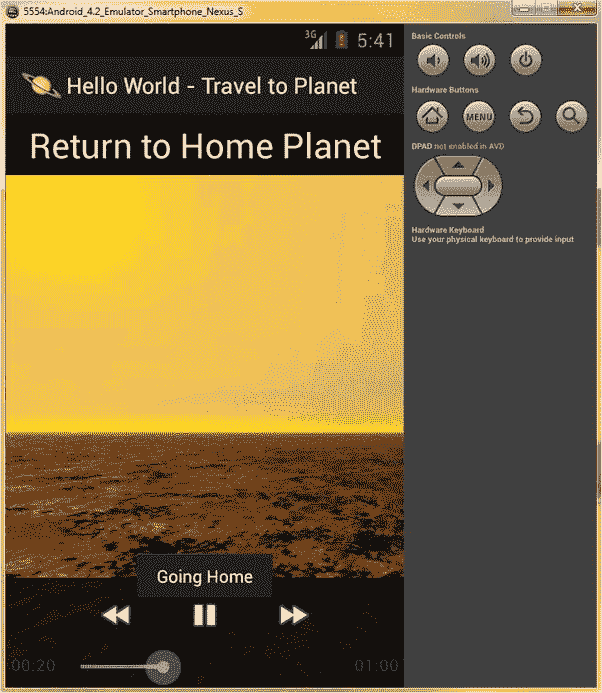 5554:Android_4.2_Emulator_Smartphone_Nexus_S
3G 5:41
Hello World - Travel to Planet
Return to Home Planet
Going Home
00:20
01:00
Basic Controls
Hardware Buttons
MENU
DPAD not enabled in AVD
Hardware Keyboard
Use your physical keyboard to provide input